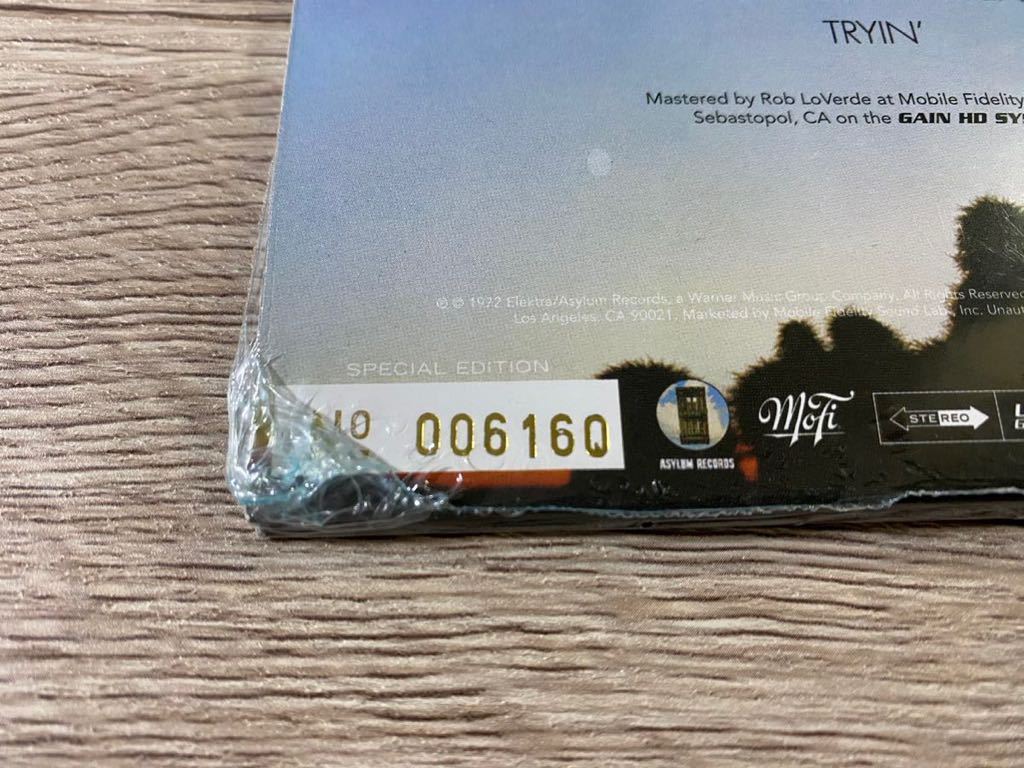 TRYIN'
Mastered by Rob LoVerde at Mobile Fidelity
Sebastopol, CA on the GAIN HD SYS
℗ © 1972 Elektra/Asylum Records, a Warner Music Group Company. All Rights Reserved
Los Angeles, CA 90021. Marketed by Mobile Fidelity Sound Lab, Inc. Unaut
SPECIAL EDITION
006160
ASYLUM RECORDS
MoFi
STEREO